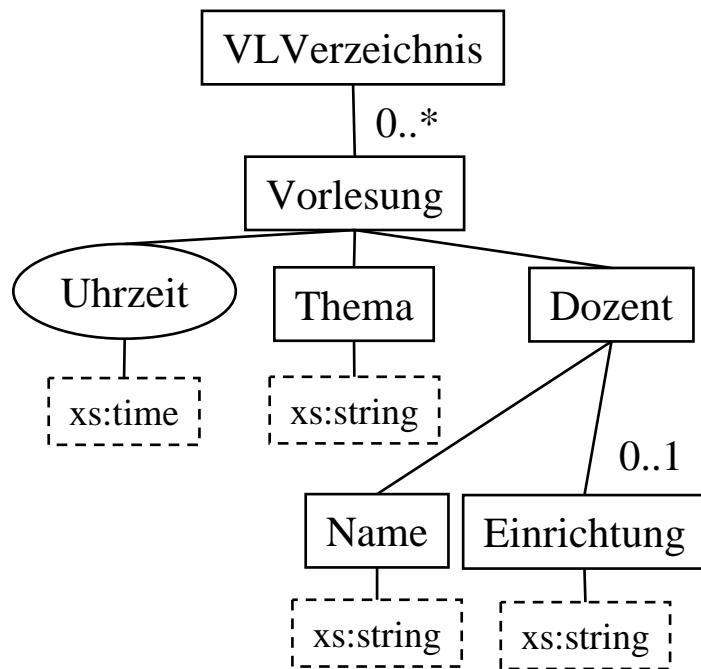 VLVerzeichnis
0..*
Vorlesung
Uhrzeit
Thema
Dozent
xs:time
xs:string
0..1
Name
Einrichtung
xs:string
xs:string